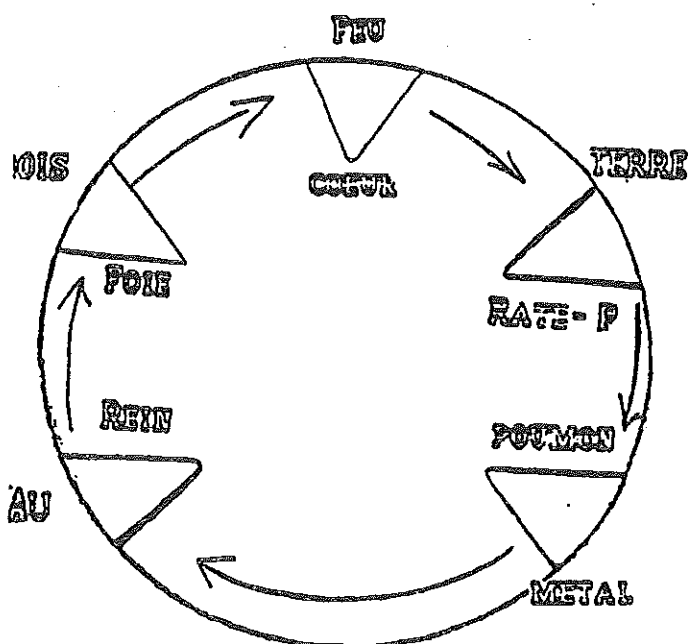 FEU
OIS
TERRE
COEUR
FOIE
RATE-P
REIN
POUMON
AU
METAL